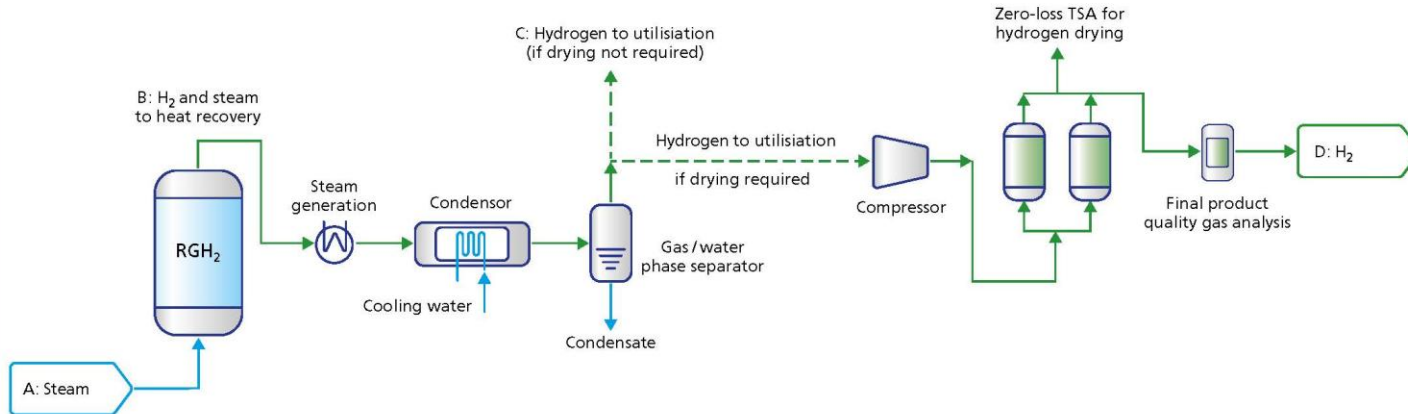 C: Hydrogen to utilisiation
(if drying not required)
Zero-loss TSA for
hydrogen drying
B: H₂ and steam
to heat recovery
Hydrogen to utilisiation
if drying required
Steam
generation
Condensor
RGH₂
Compressor
D: H₂
Final product
quality gas analysis
Gas/water
phase separator
Cooling water
Condensate
A: Steam